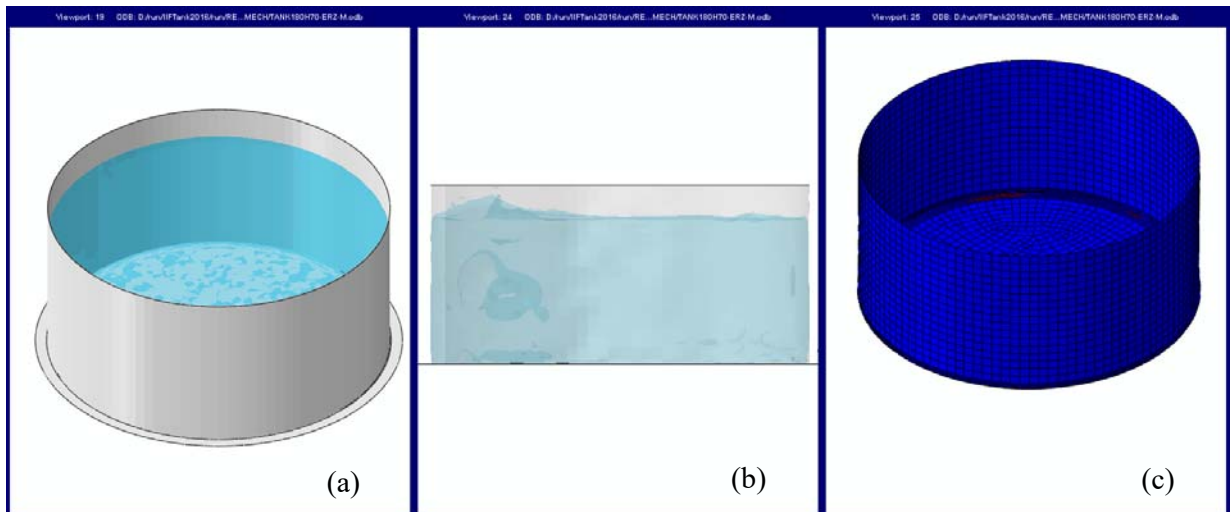 Viewport: 19 ODB: D:/run/IIFTank2016/run/RE...MECH/TANK180H70-ERZ-M.odb
Viewport: 24 ODB: D:/run/IIFTank2016/run/RE...MECH/TANK180H70-ERZ-M.odb
Viewport: 25 ODB: D:/run/IIFTank2016/run/RE...MECH/TANK180H70-ERZ-M.odb
(a)
(b)
(c)